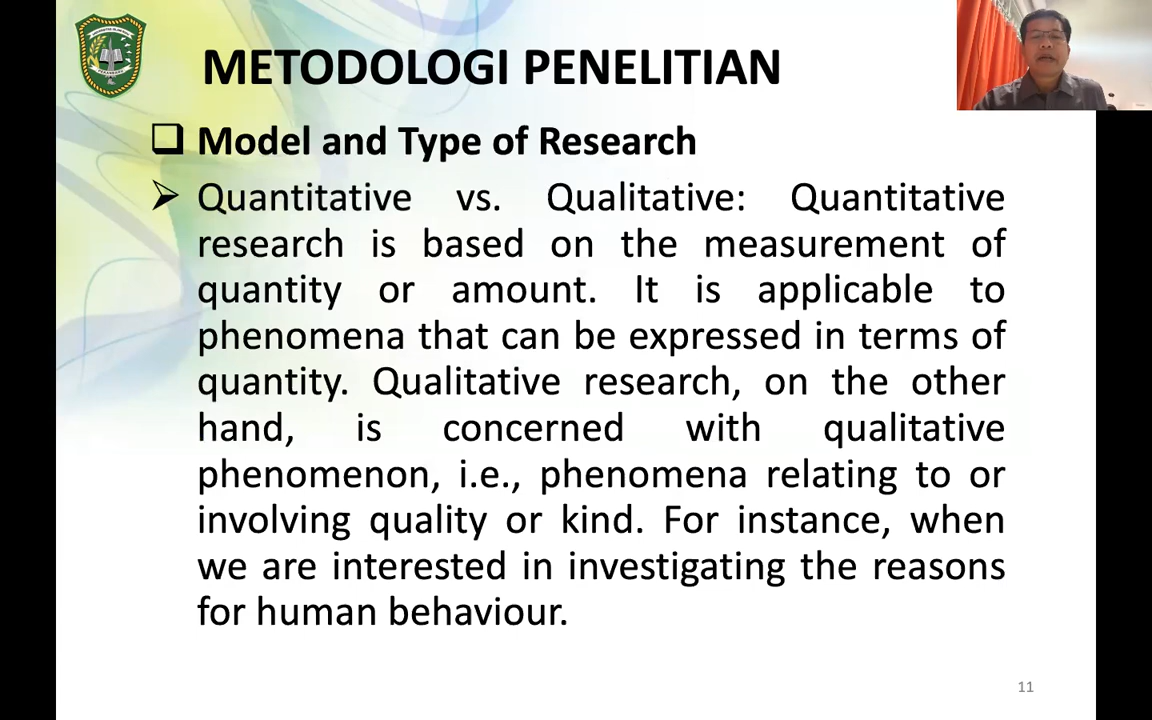 METODOLOGI PENELITIAN
Model and Type of Research
Quantitative vs. Qualitative: Quantitative
research is based on the measurement of
quantity or amount. It is applicable to
phenomena that can be expressed in terms of
quantity. Qualitative research, on the other
hand, is concerned with qualitative
phenomenon, i.e., phenomena relating to or
involving quality or kind. For instance, when
we are interested in investigating the reasons
for human behaviour.
11